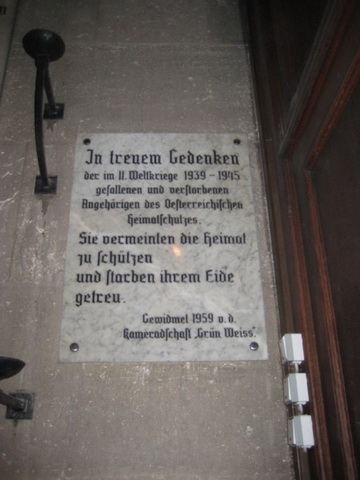 In treuem Gedenken
der im II. Weltkriege 1939 - 1945
gefallenen und verstorbenen
Angehörigen des Oesterreichischen
Heimatschutzes.
Sie vermeinten die Heimat
zu schützen
und starben ihrem Eide
getreu.
Gewidmet 1959 v. d.
Kameradschaft „Grün Weiss".